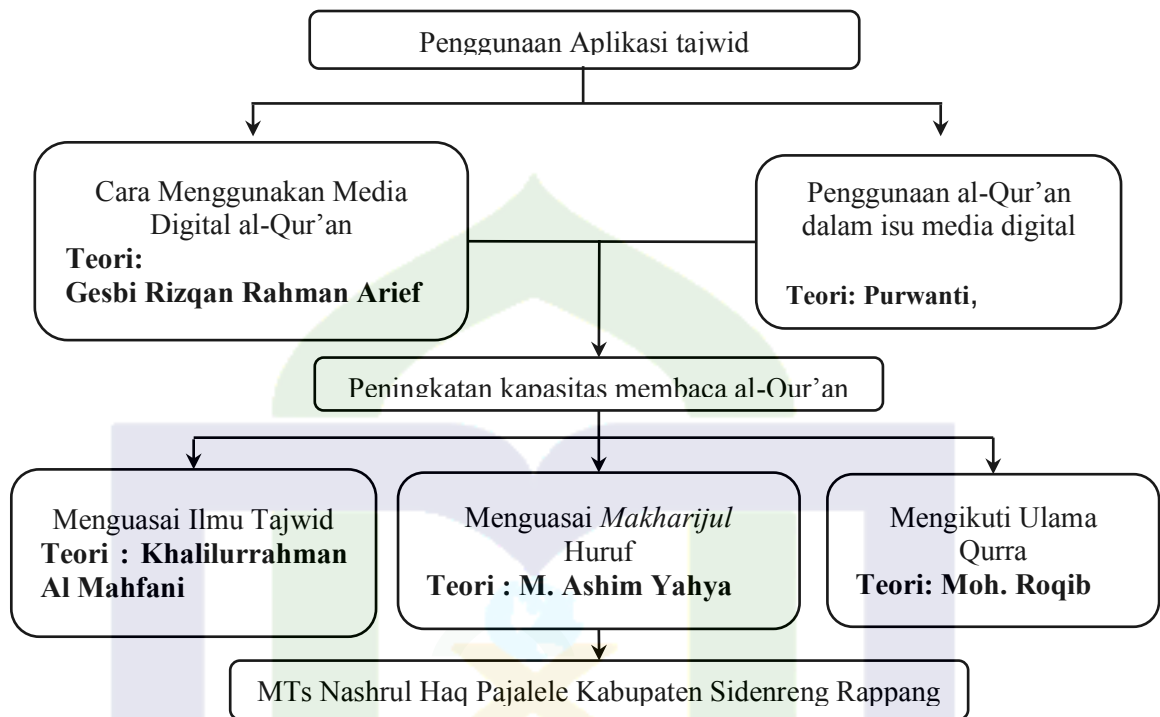 Penggunaan Aplikasi tajwid
Cara Menggunakan Media
Digital al-Qur’an
Teori:
Gesbi Rizqan Rahman Arief
Penggunaan al-Qur’an
dalam isu media digital
Teori: Purwanti,
Peningkatan kapasitas membaca al-Qur’an
Menguasai Ilmu Tajwid
Teori : Khalilurrahman
Al Mahfani
Menguasai Makharijul
Huruf
Teori : M. Ashim Yahya
Mengikuti Ulama
Qurra
Teori: Moh. Roqib
MTs Nashrul Haq Pajalele Kabupaten Sidenreng Rappang